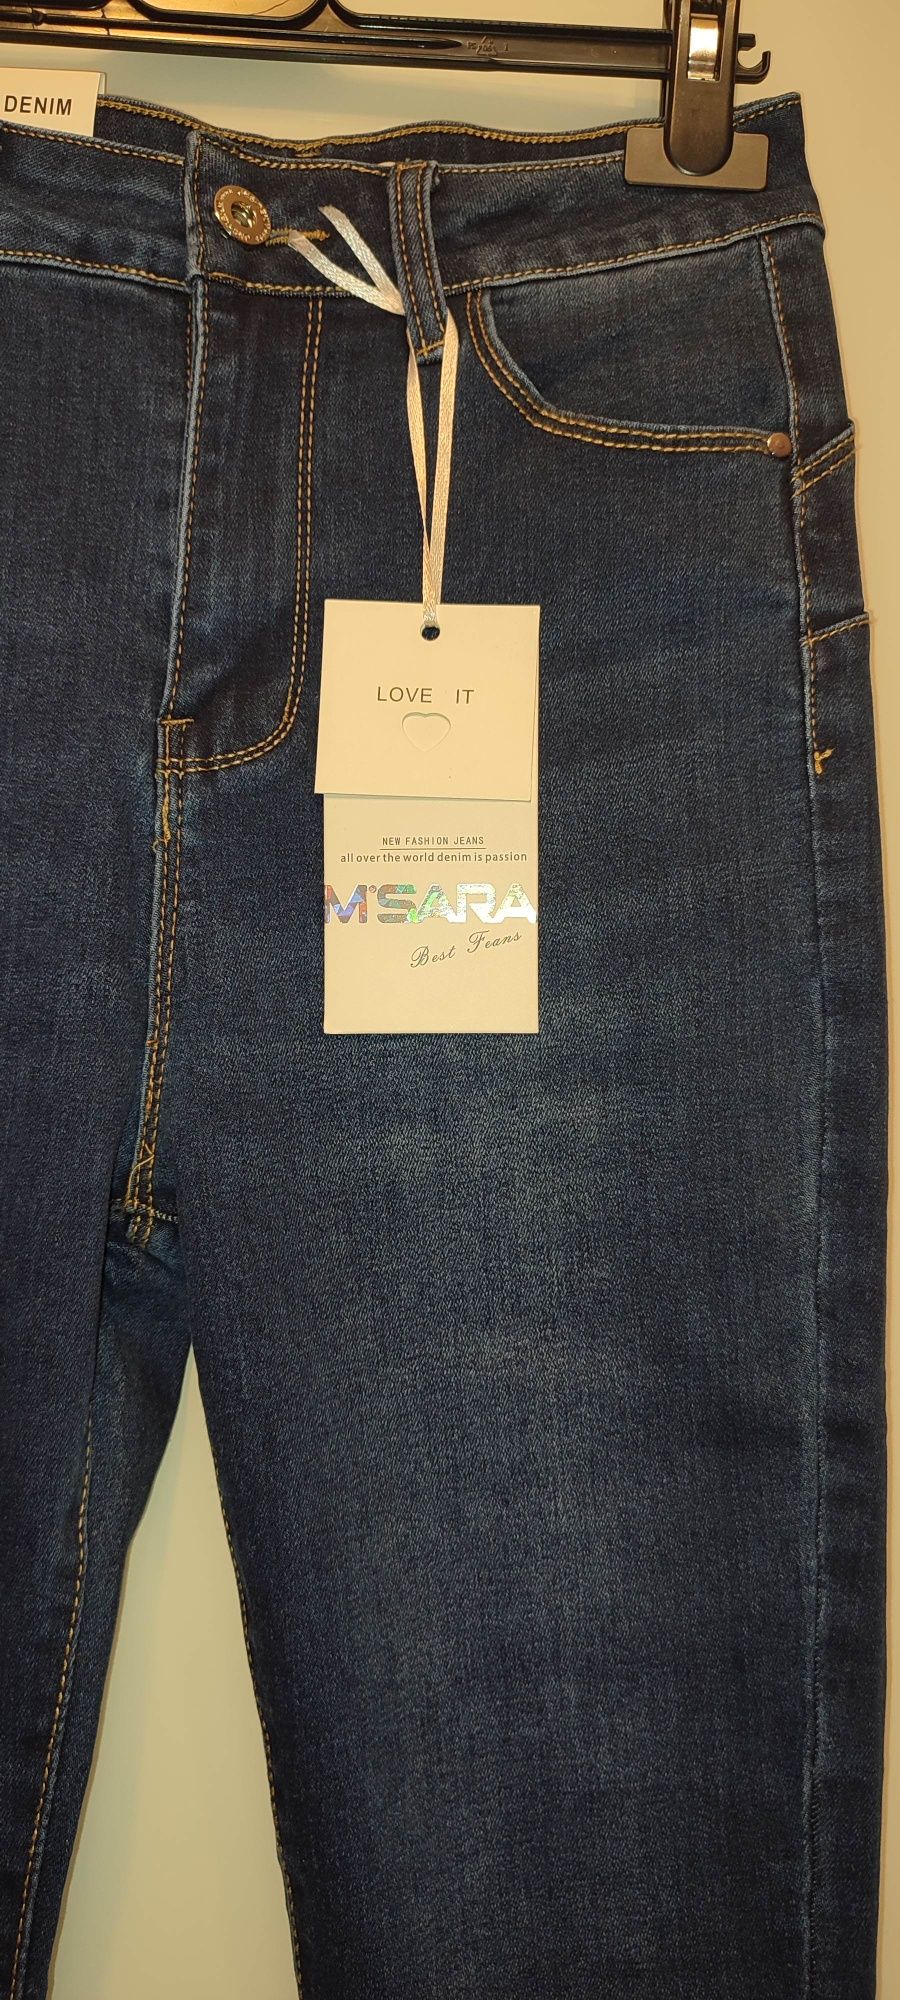 DENIM
LOVE IT
NEW FASHION JEANS
all over the world denim is passion
M'SARA
Best Feans